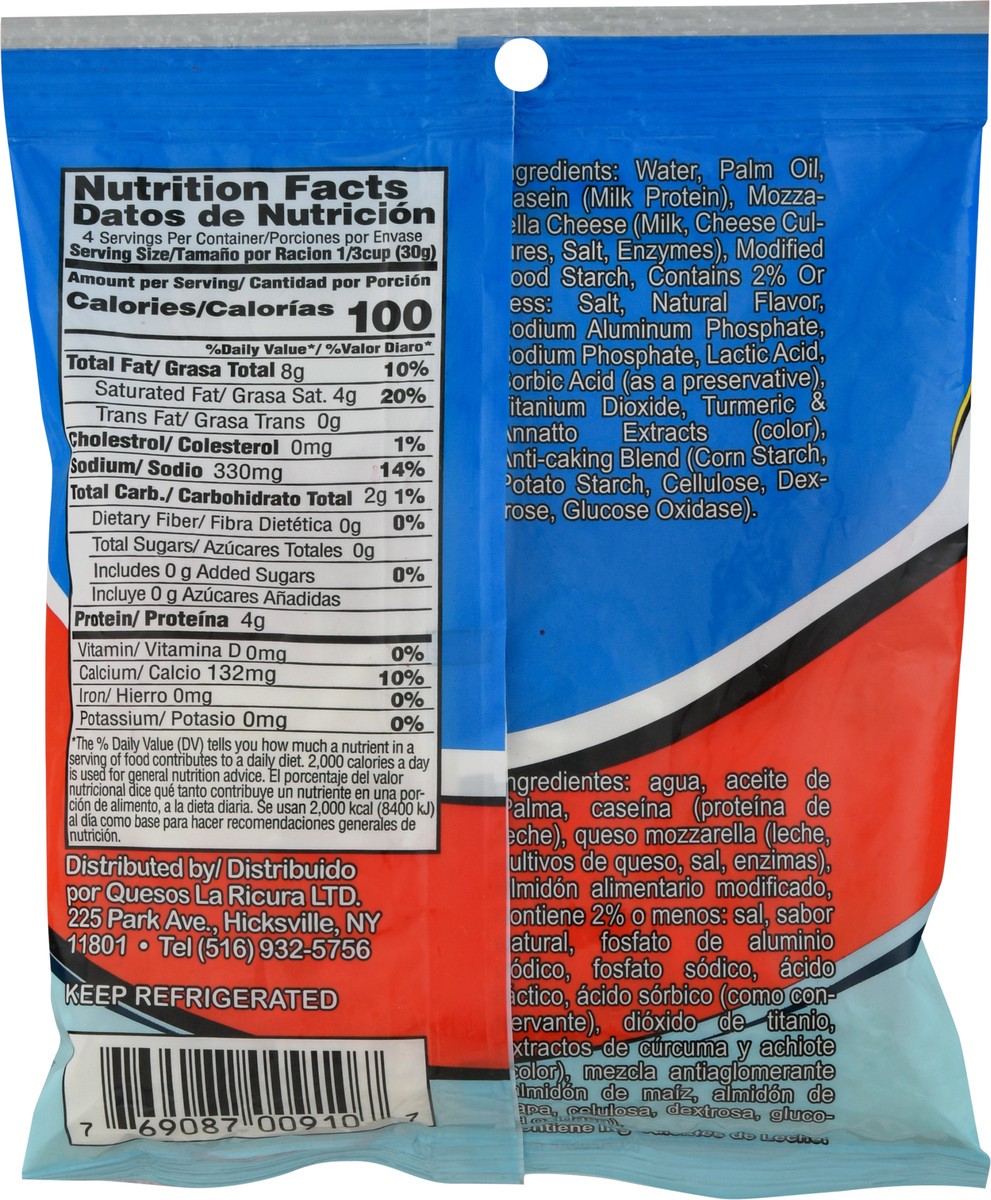 Nutrition Facts
Datos de Nutrición
4 Servings Per Container/Porciones por Envase
Serving Size/Tamaño por Racion 1/3cup (30g)
Amount per Serving/ Cantidad por Porción
Calories/Calorías 100
%Daily Value*/ %Valor Diaro*
Total Fat/ Grasa Total 8g 10%
Saturated Fat/ Grasa Sat. 4g 20%
Trans Fat/ Grasa Trans 0g
Cholestrol/ Colesterol 0mg 1%
Sodium/ Sodio 330mg 14%
Total Carb./ Carbohidrato Total 2g 1%
Dietary Fiber/ Fibra Dietética 0g 0%
Total Sugars/ Azúcares Totales 0g
Includes 0 g Added Sugars 0%
Incluye 0 g Azúcares Añadidas
Protein/ Proteína 4g
Vitamin/ Vitamina D 0mg 0%
Calcium/ Calcio 132mg 10%
Iron/ Hierro 0mg 0%
Potassium/ Potasio 0mg 0%
*The % Daily Value (DV) tells you how much a nutrient in a
serving of food contributes to a daily diet. 2,000 calories a day
is used for general nutrition advice. El porcentaje del valor
nutricional dice qué tanto contribuye un nutriente en una por-
ción de alimento, a la dieta diaria. Se usan 2,000 kcal (8400 kJ)
al día como base para hacer recomendaciones generales de
nutrición.
Distributed by/ Distribuido
por Quesos La Ricura LTD.
225 Park Ave., Hicksville, NY
11801 • Tel (516) 932-5756
KEEP REFRIGERATED
7 69087 00910 7
gredients: Water, Palm Oil,
asein (Milk Protein), Mozza-
ella Cheese (Milk, Cheese Cul-
res, Salt, Enzymes), Modified
ood Starch, Contains 2% Or
ess: Salt, Natural Flavor,
odium Aluminum Phosphate,
odium Phosphate, Lactic Acid,
orbic Acid (as a preservative),
itanium Dioxide, Turmeric &
Annatto Extracts (color),
Anti-caking Blend (Corn Starch,
Potato Starch, Cellulose, Dex-
rose, Glucose Oxidase).
ngredientes: agua, aceite de
Palma, caseína (proteína de
eche), queso mozzarella (leche,
ultivos de queso, sal, enzimas),
lmidón alimentario modificado,
ontiene 2% o menos: sal, sabor
atural, fosfato de aluminio
ódico, fosfato sódico, ácido
áctico, ácido sórbico (como con-
ervante), dióxido de titanio,
xtractos de cúrcuma y achiote
color), mezcla antiaglomerante
almidón de maíz, almidón de
apa, celulosa, dextrosa, gluco-
de Leche.